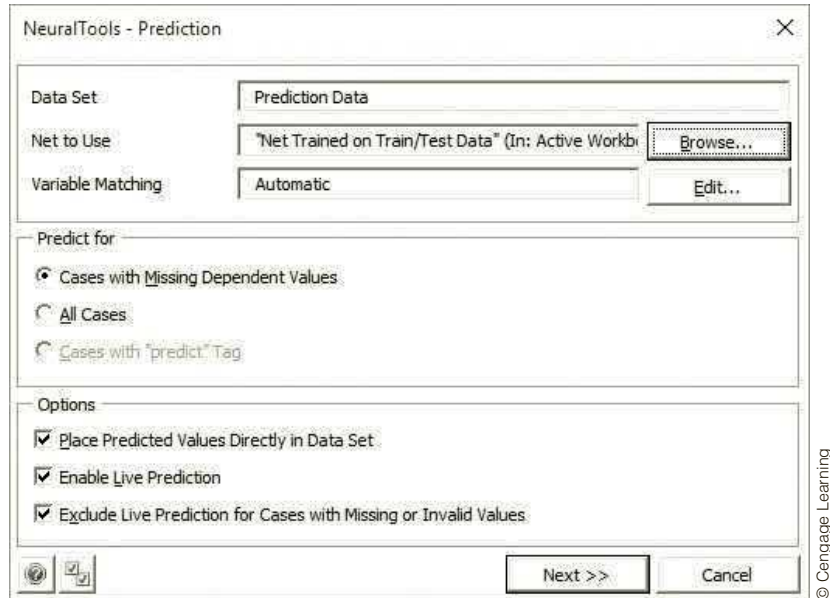 NeuralTools - Prediction
Data Set
Prediction Data
Net to Use
"Net Trained on Train/Test Data" (In: Active Workb
Browse...
Variable Matching
Automatic
Edit...
Predict for
Cases with Missing Dependent Values
All Cases
Cases with "predict" Tag
Options
Place Predicted Values Directly in Data Set
Enable Live Prediction
Exclude Live Prediction for Cases with Missing or Invalid Values
Next >>
Cancel
© Cengage Learning